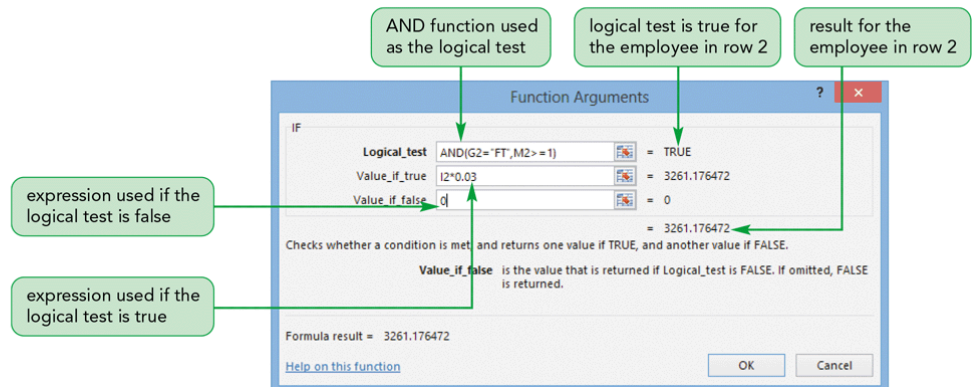 AND function used
as the logical test
logical test is true for
the employee in row 2
result for the
employee in row 2
Function Arguments ? ×
IF
Logical_test AND(G2="FT",M2>=1) = TRUE
Value_if_true I2*0.03 = 3261.176472
Value_if_false 0 = 0
= 3261.176472
expression used if the
logical test is false
Checks whether a condition is met, and returns one value if TRUE, and another value if FALSE.
Value_if_false is the value that is returned if Logical_test is FALSE. If omitted, FALSE
is returned.
expression used if the
logical test is true
Formula result = 3261.176472
Help on this function OK Cancel